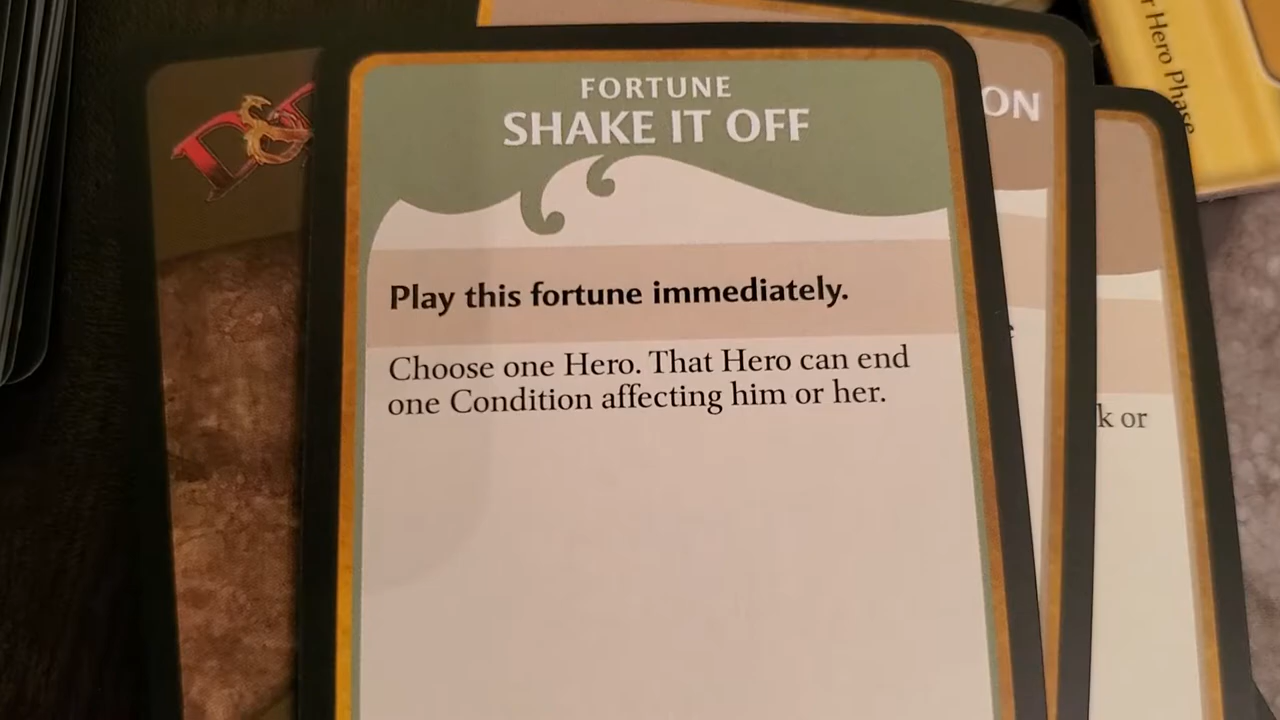 FORTUNE
SHAKE IT OFF
Play this fortune immediately.
Choose one Hero. That Hero can end
one Condition affecting him or her.
ON
k or
Hero Phase